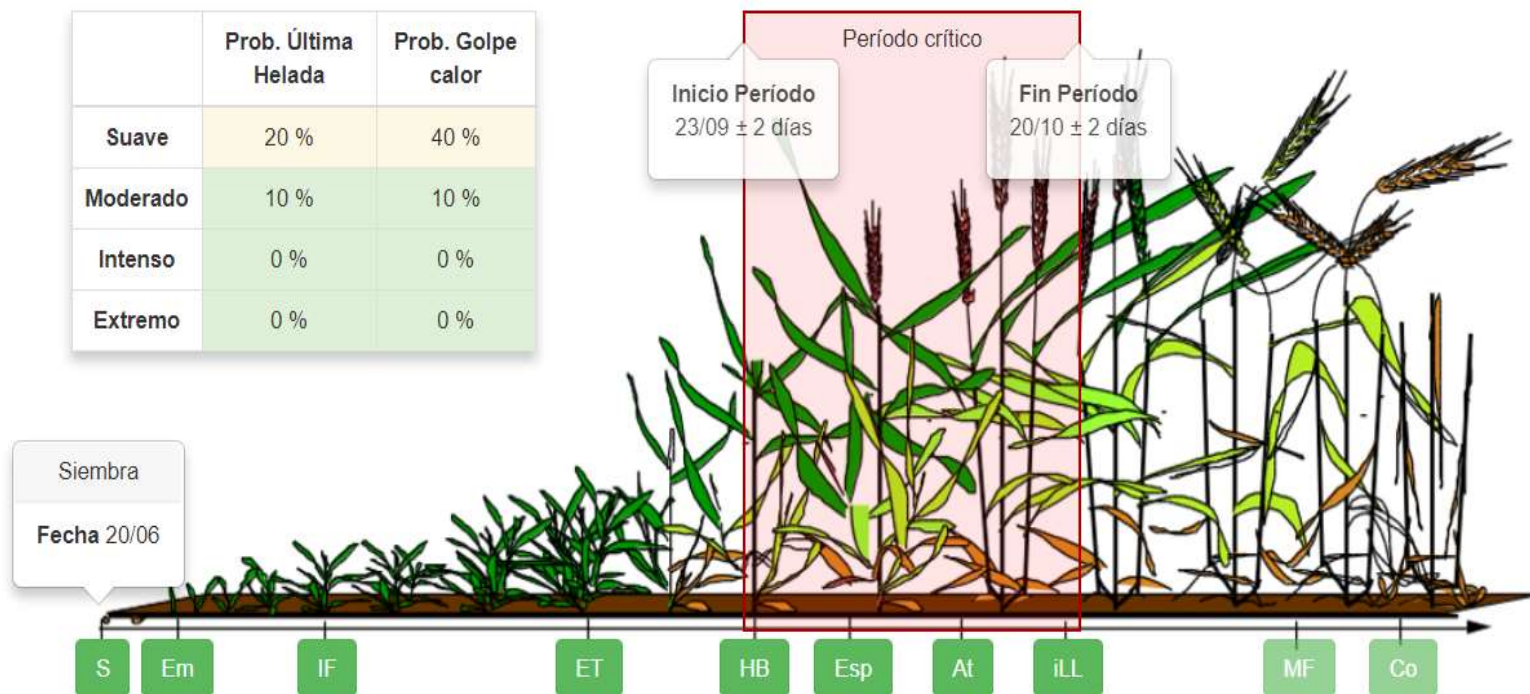 Prob. Última Helada
Prob. Golpe calor
Suave 20 % 40 %
Moderado 10 % 10 %
Intenso 0 % 0 %
Extremo 0 % 0 %
Período crítico
Inicio Período
23/09 ± 2 días
Fin Período
20/10 ± 2 días
Siembra
Fecha 20/06
S Em IF ET HB Esp At iLL MF Co